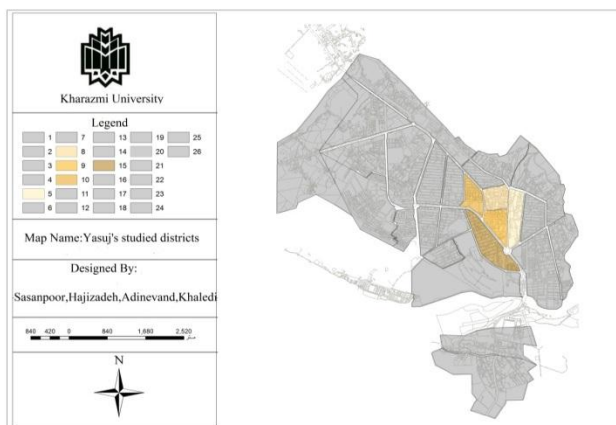 Kharazmi University
Legend
1 7 13 19 25
2 8 14 20 26
3 9 15 21
4 10 16 22
5 11 17 23
6 12 18 24
Map Name:Yasuj's studied districts
Designed By:
Sasanpoor,Hajizadeh,Adinevand,Khaledi
840 420 0 840 1,680 2,520
N